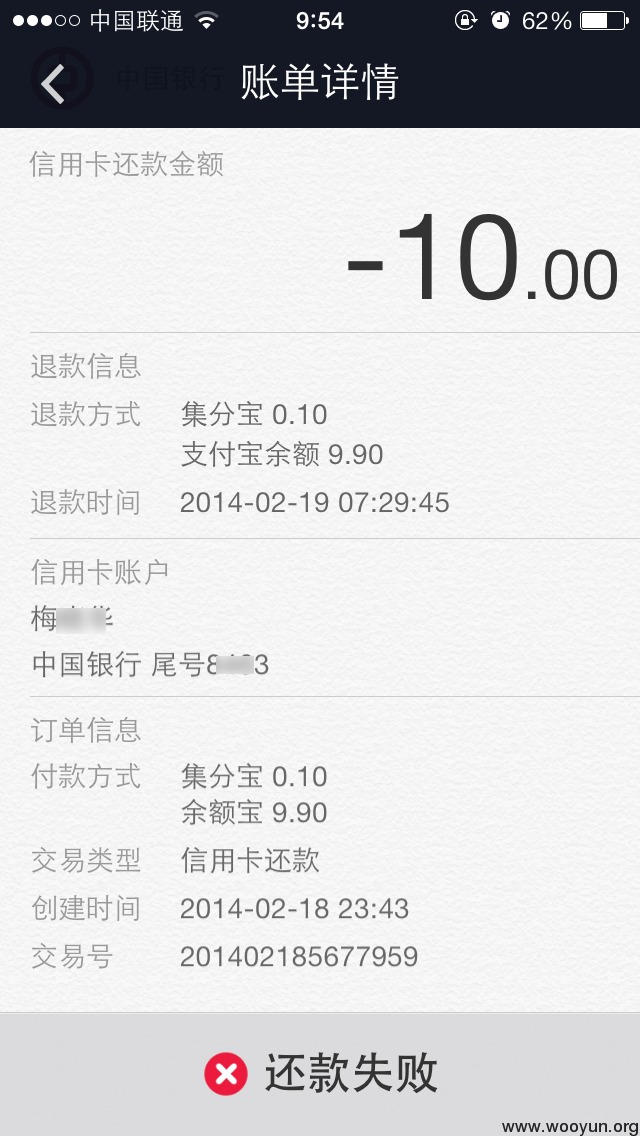 中国联通 9:54 62%
账单详情
中国银行
信用卡还款金额
-10.00
退款信息
退款方式 集分宝 0.10
支付宝余额 9.90
退款时间 2014-02-19 07:29:45
信用卡账户
梅
中国银行 尾号8 3
订单信息
付款方式 集分宝 0.10
余额宝 9.90
交易类型 信用卡还款
创建时间 2014-02-18 23:43
交易号 201402185677959
还款失败
www.wooyun.org